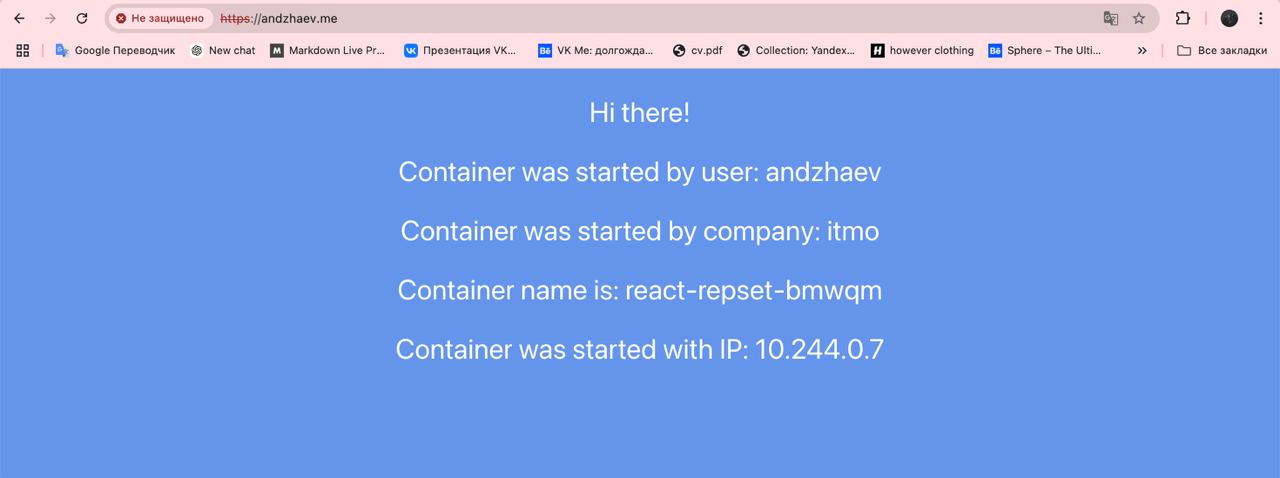 Не защищено https://andzhaev.me
Google Переводчик New chat Markdown Live Pr... Презентация VK... VK Me: долгожда... cv.pdf Collection: Yandex... however clothing Sphere – The Ulti... » Все закладки
Hi there!
Container was started by user: andzhaev
Container was started by company: itmo
Container name is: react-repset-bmwqm
Container was started with IP: 10.244.0.7